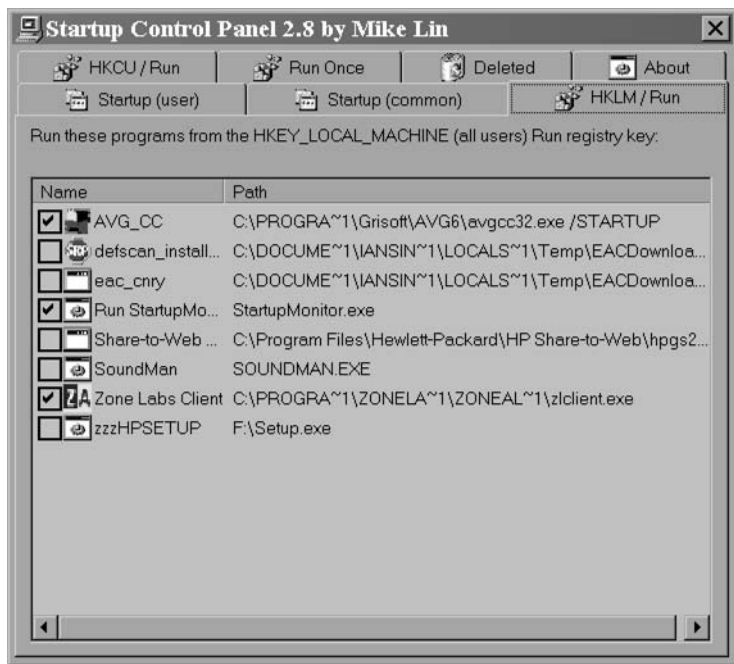 Startup Control Panel 2.8 by Mike Lin
HKCU / Run Run Once Deleted About
Startup (user) Startup (common) HKLM / Run
Run these programs from the HKEY_LOCAL_MACHINE (all users) Run registry key:
Name Path
AVG_CC C:\PROGRA~1\Grisoft\AVG6\avgcc32.exe /STARTUP
defscan_install... C:\DOCUME~1\IANSIN~1\LOCALS~1\Temp\EACDownloa...
eac_cnry C:\DOCUME~1\IANSIN~1\LOCALS~1\Temp\EACDownloa...
Run StartupMo... StartupMonitor.exe
Share-to-Web ... C:\Program Files\Hewlett-Packard\HP Share-to-Web\hpgs2...
SoundMan SOUNDMAN.EXE
ZA Zone Labs Client C:\PROGRA~1\ZONELA~1\ZONEAL~1\zlclient.exe
zzzHPSETUP F:\Setup.exe